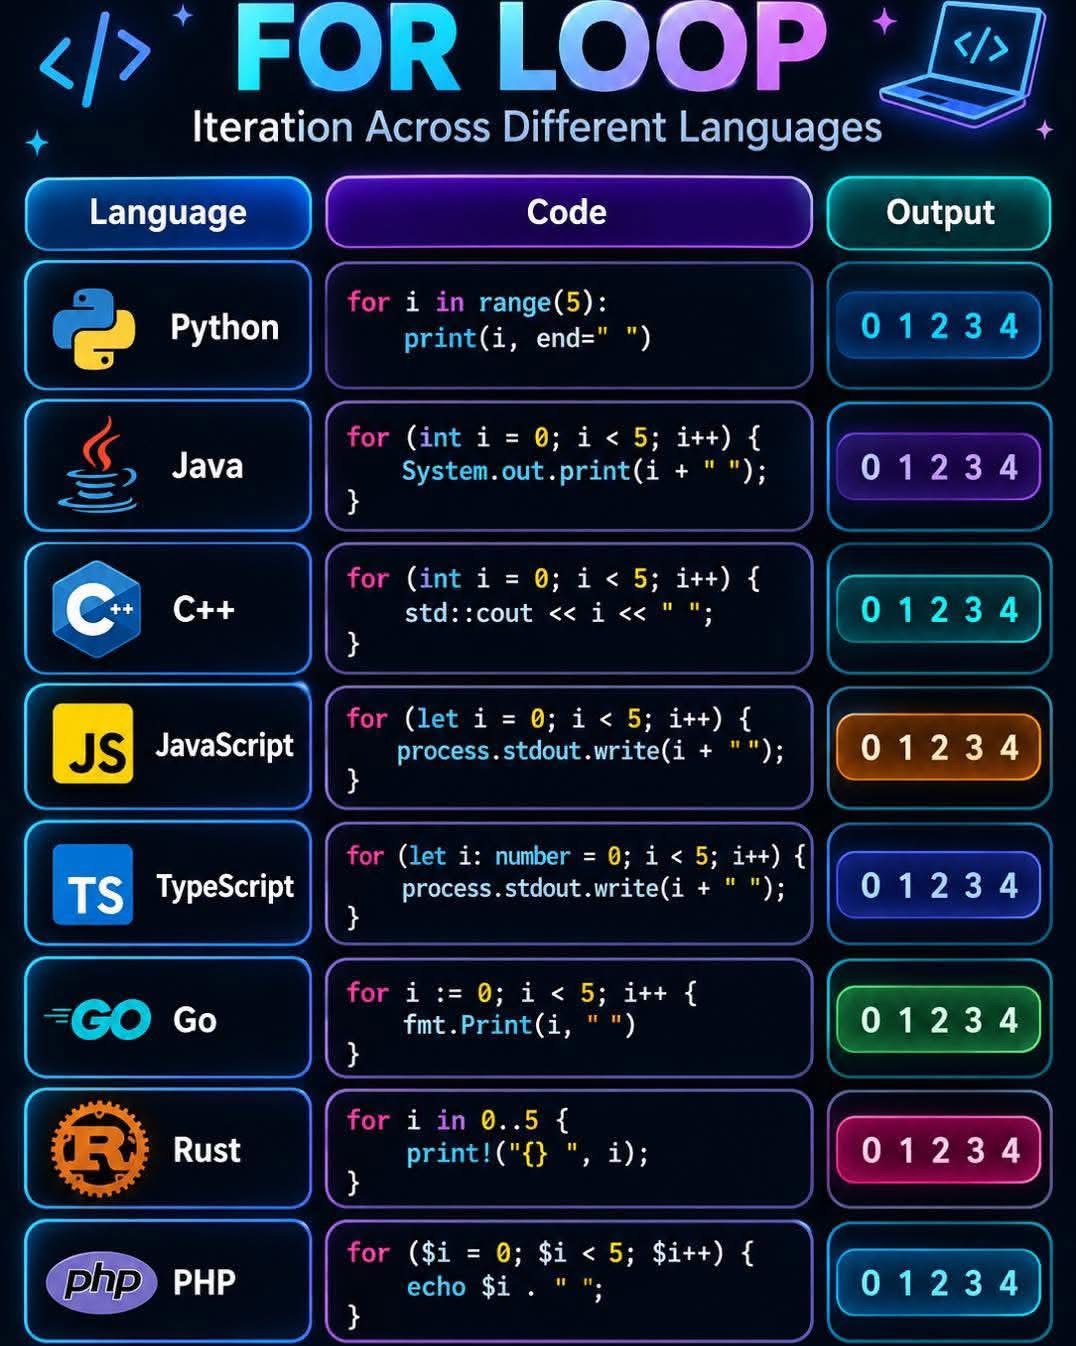 </>
FOR LOOP
</>
Iteration Across Different Languages
Language
Code
Output
Python
for i in range(5):
    print(i, end=" ")
0 1 2 3 4
Java
for (int i = 0; i < 5; i++) {
    System.out.print(i + " ");
}
0 1 2 3 4
C++
C++
for (int i = 0; i < 5; i++) {
    std::cout << i << " ";
}
0 1 2 3 4
JS
JavaScript
for (let i = 0; i < 5; i++) {
    process.stdout.write(i + " ");
}
0 1 2 3 4
TS
TypeScript
for (let i: number = 0; i < 5; i++) {
    process.stdout.write(i + " ");
}
0 1 2 3 4
GO
Go
for i := 0; i < 5; i++ {
    fmt.Print(i, " ")
}
0 1 2 3 4
R
Rust
for i in 0..5 {
    print!("{} ", i);
}
0 1 2 3 4
php
PHP
for ($i = 0; $i < 5; $i++) {
    echo $i . " ";
}
0 1 2 3 4